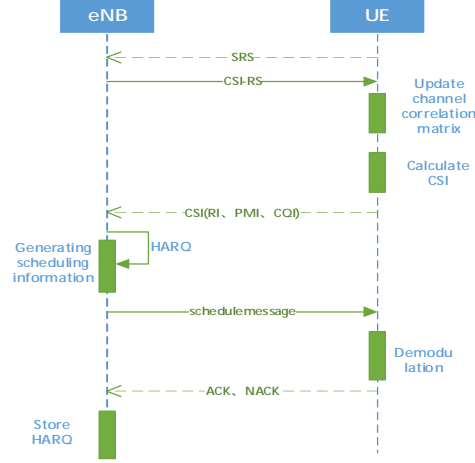 eNB
UE
SRS
CSI-RS
Update
channel
correlation
matrix
Calculate
CSI
CSI(RI、PMI、CQI)
HARQ
Generating
scheduling
information
schedulemessage
Demodu
lation
ACK、NACK
Store
HARQ